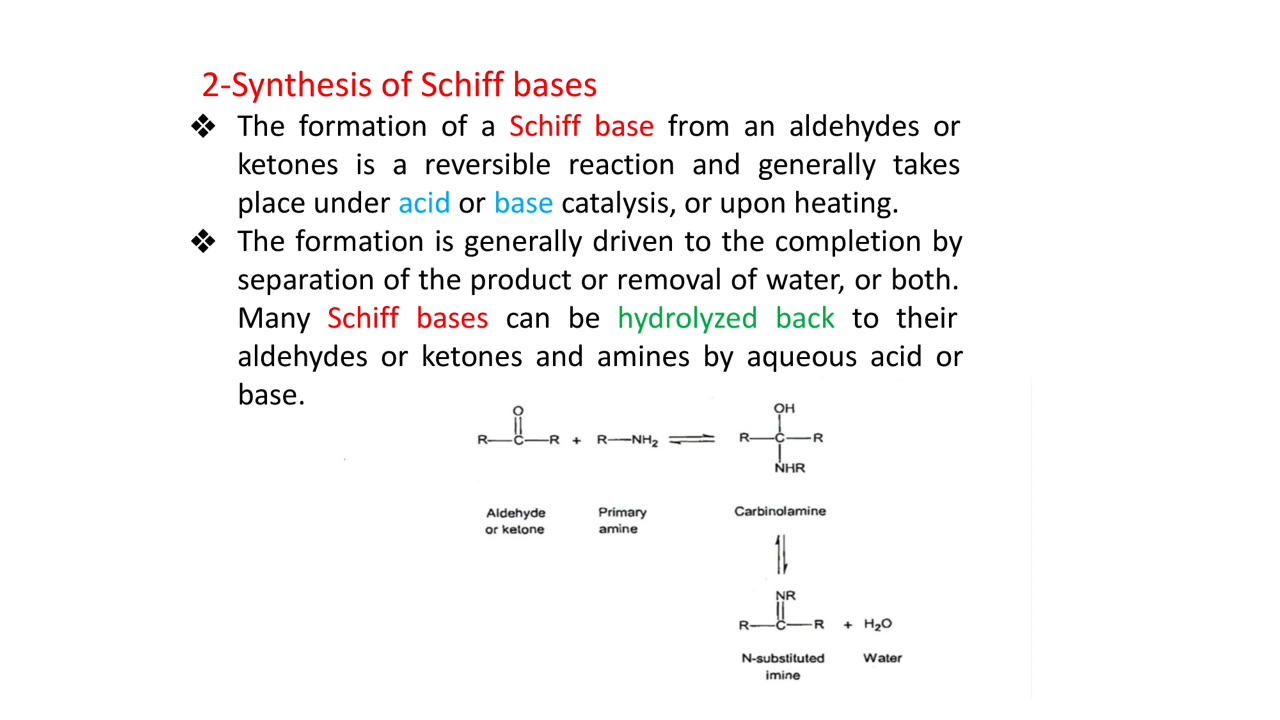 2-Synthesis of Schiff bases
❖ The formation of a Schiff base from an aldehydes or
ketones is a reversible reaction and generally takes
place under acid or base catalysis, or upon heating.
❖ The formation is generally driven to the completion by
separation of the product or removal of water, or both.
Many Schiff bases can be hydrolyzed back to their
aldehydes or ketones and amines by aqueous acid or
base.
O
R—C—R + R—NH₂ ⇌
OH
R—C—R
NHR
Aldehyde
or ketone
Primary
amine
Carbinolamine
NR
R—C—R + H₂O
N-substituted
imine
Water